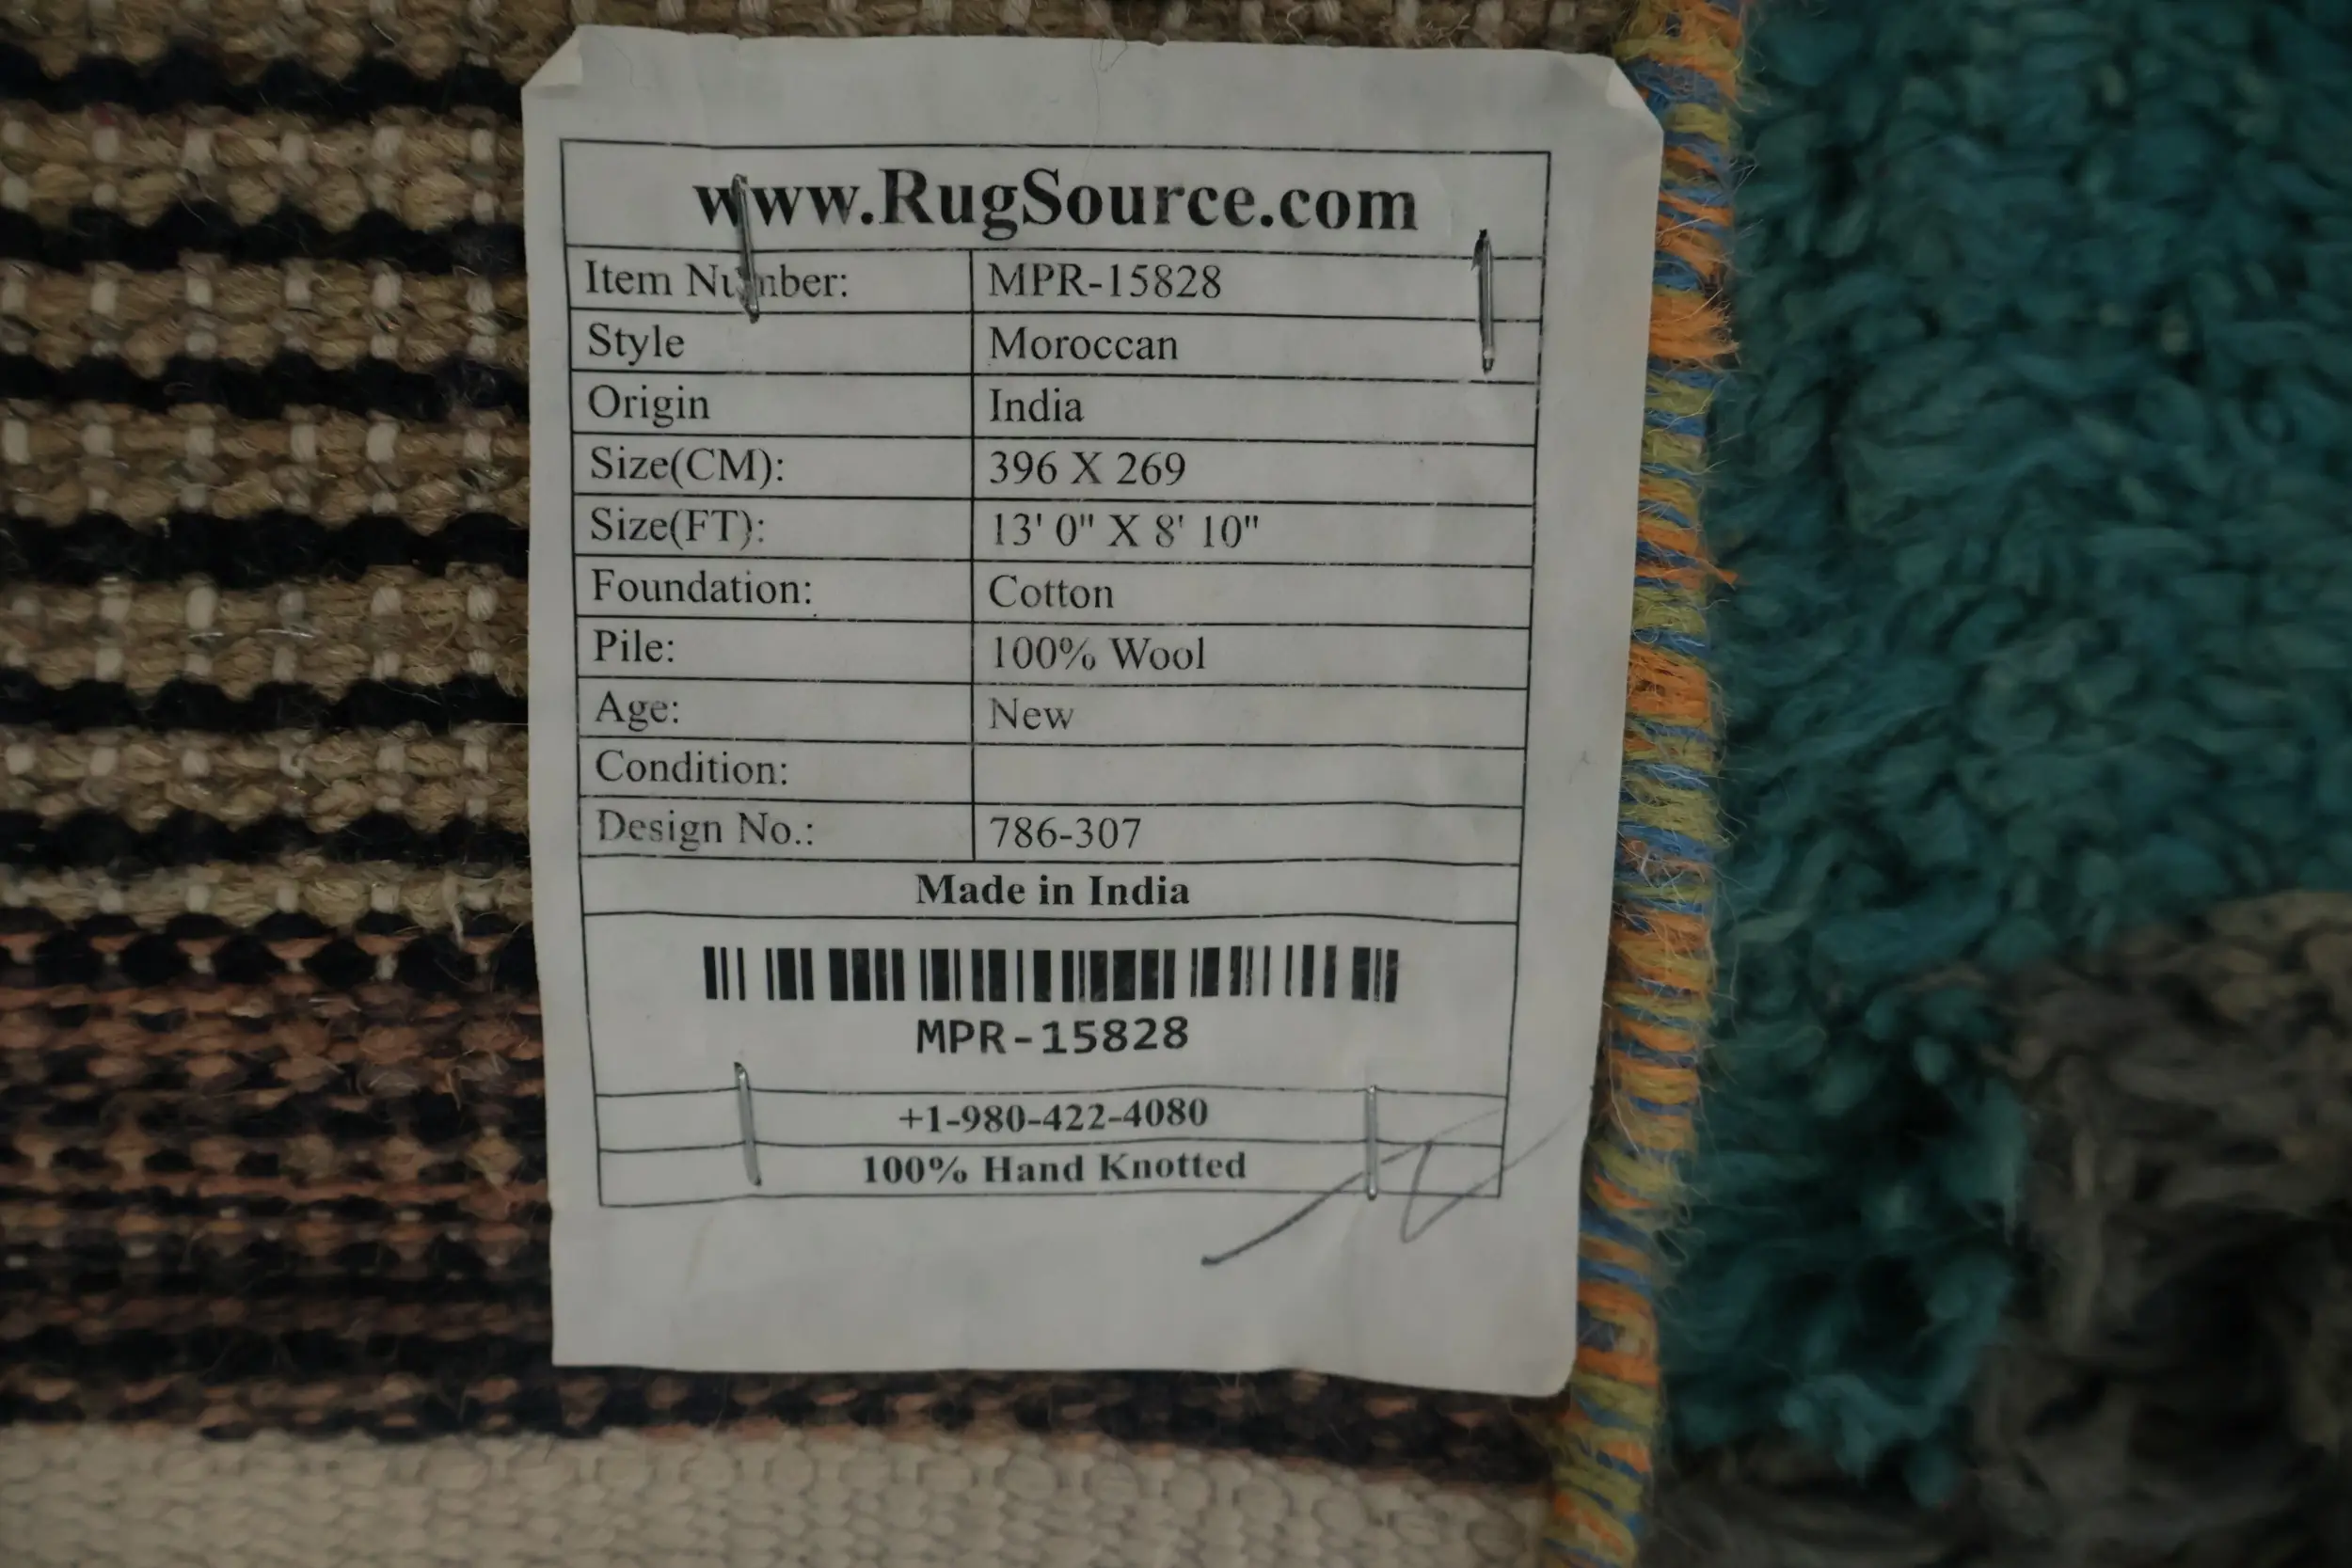 www.RugSource.com
Item Number: MPR-15828
Style Moroccan
Origin India
Size(CM): 396 X 269
Size(FT): 13' 0" X 8' 10"
Foundation: Cotton
Pile: 100% Wool
Age: New
Condition:
Design No.: 786-307
Made in India
MPR-15828
+1-980-422-4080
100% Hand Knotted